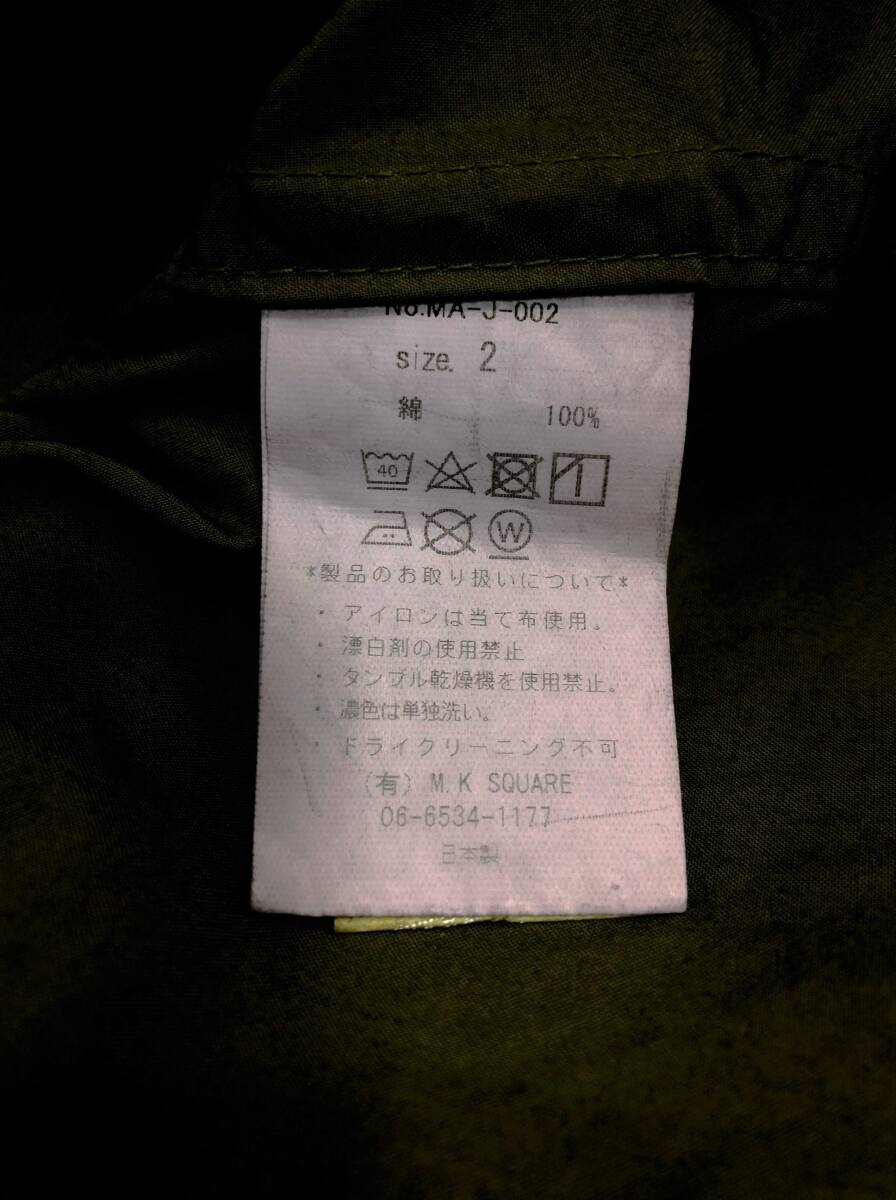 No.MA-J-002
size. 2
綿 100%
40
W
*製品のお取り扱いについて*
・ アイロンは当て布使用。
・ 漂白剤の使用禁止
・ タンブル乾燥機を使用禁止。
・ 濃色は単独洗い。
・ ドライクリーニング不可
(有) M.K SQUARE
06-6534-1177
日本製